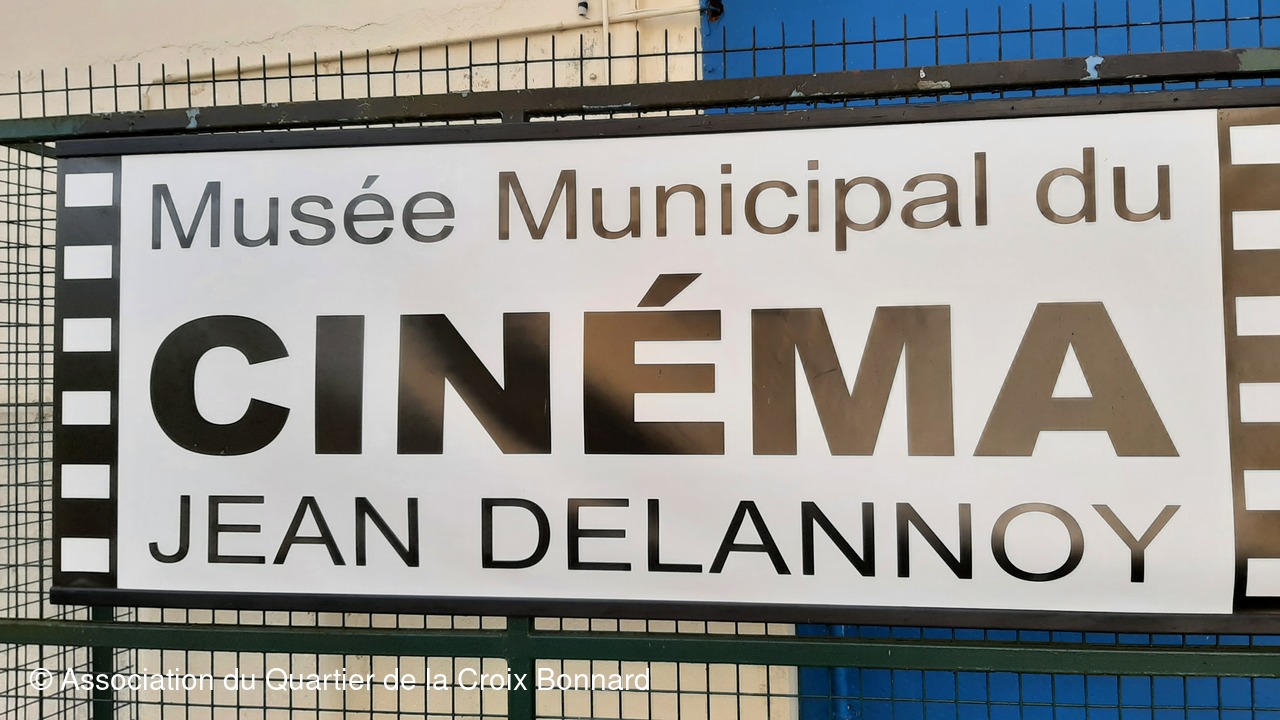 Musée Municipal du
CINÉMA
JEAN DELANNOY
© Association du Quartier de la Croix Bonnard